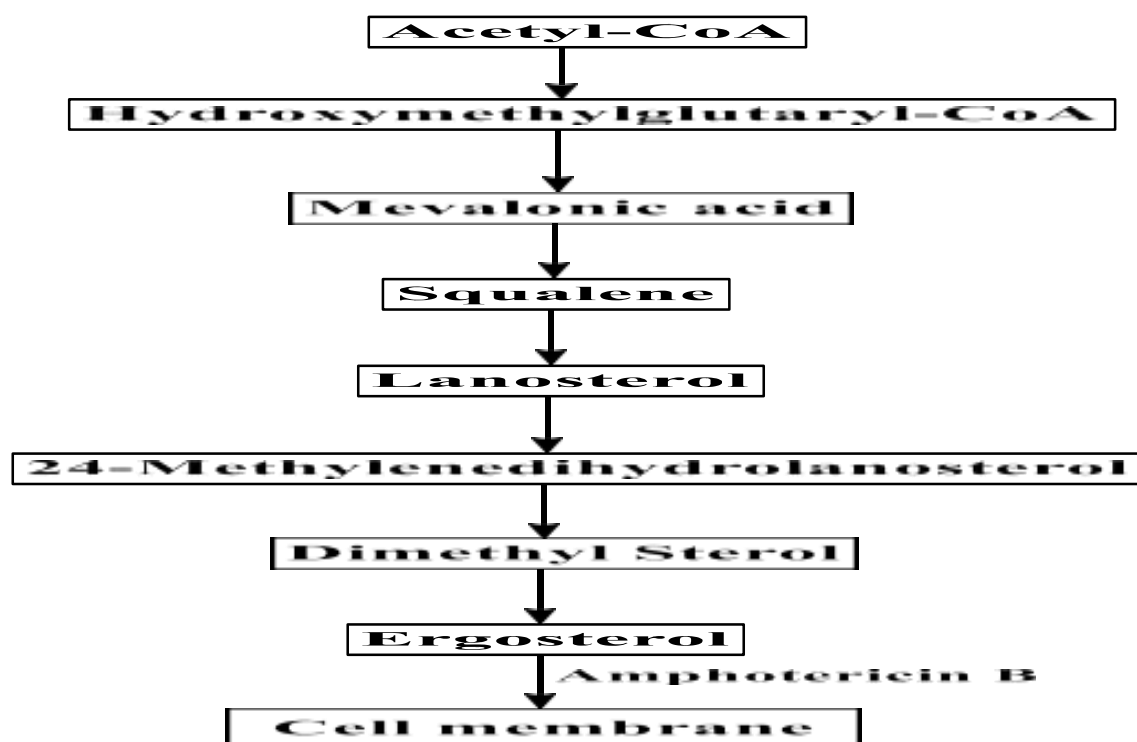 Acetyl-CoA
Hydroxymethylglutaryl-CoA
Mevalonic acid
Squalene
Lanosterol
24-Methylenedihydrolanosterol
Dimethyl Sterol
Ergosterol
Amphotericin B
Cell membrane